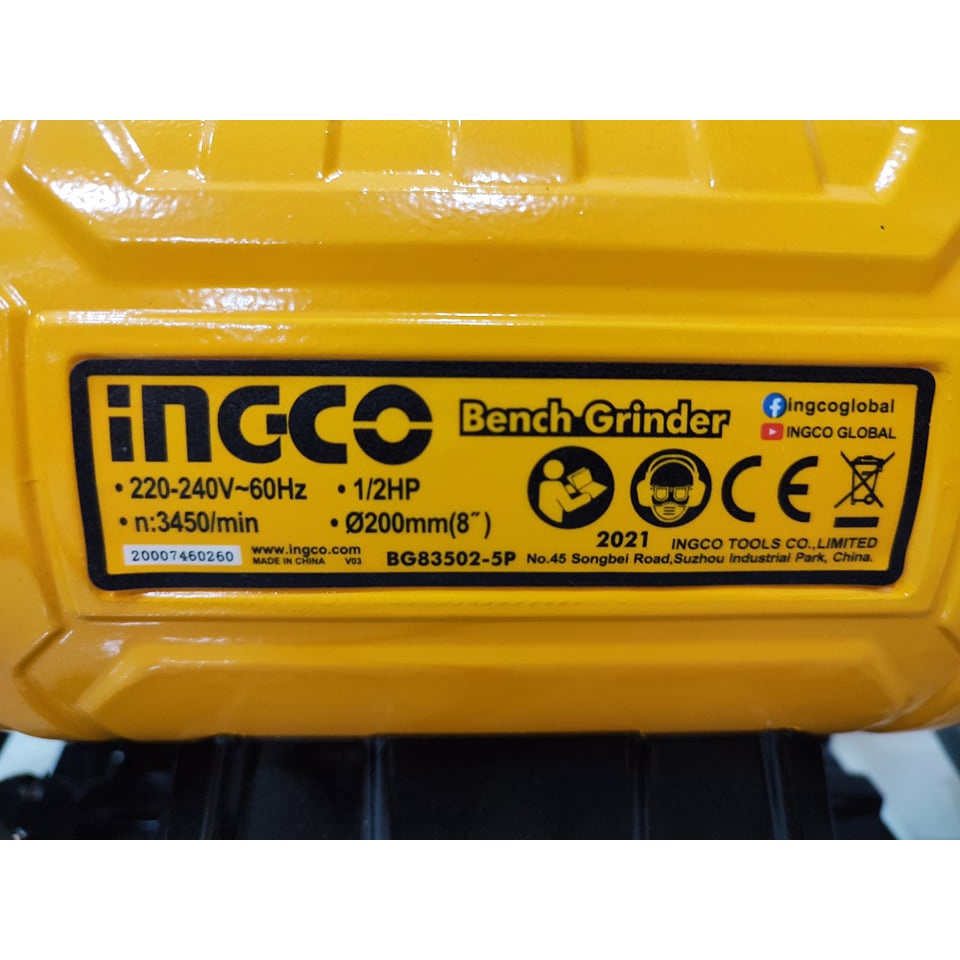 INGCO
Bench Grinder
ingcoglobal
INGCO GLOBAL
• 220-240V~60Hz • 1/2HP
• n:3450/min • Ø200mm(8˝)
CE
2021 INGCO TOOLS CO.,LIMITED
20007460260 www.ingco.com
MADE IN CHINA V03 BG83502-5P No.45 Songbei Road,Suzhou Industrial Park, China.